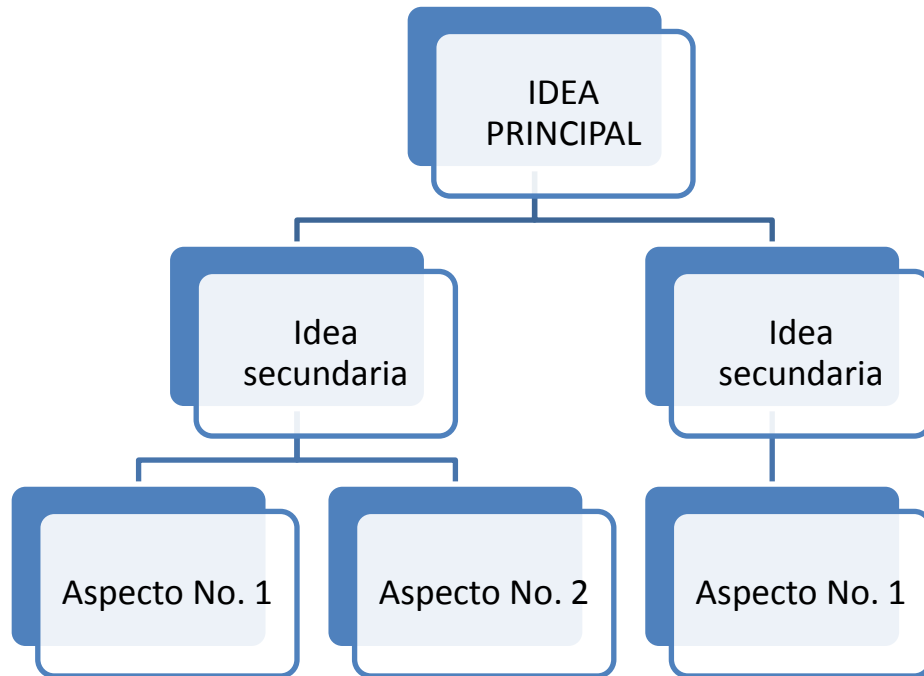 IDEA
PRINCIPAL
Idea
secundaria
Idea
secundaria
Aspecto No. 1
Aspecto No. 2
Aspecto No. 1